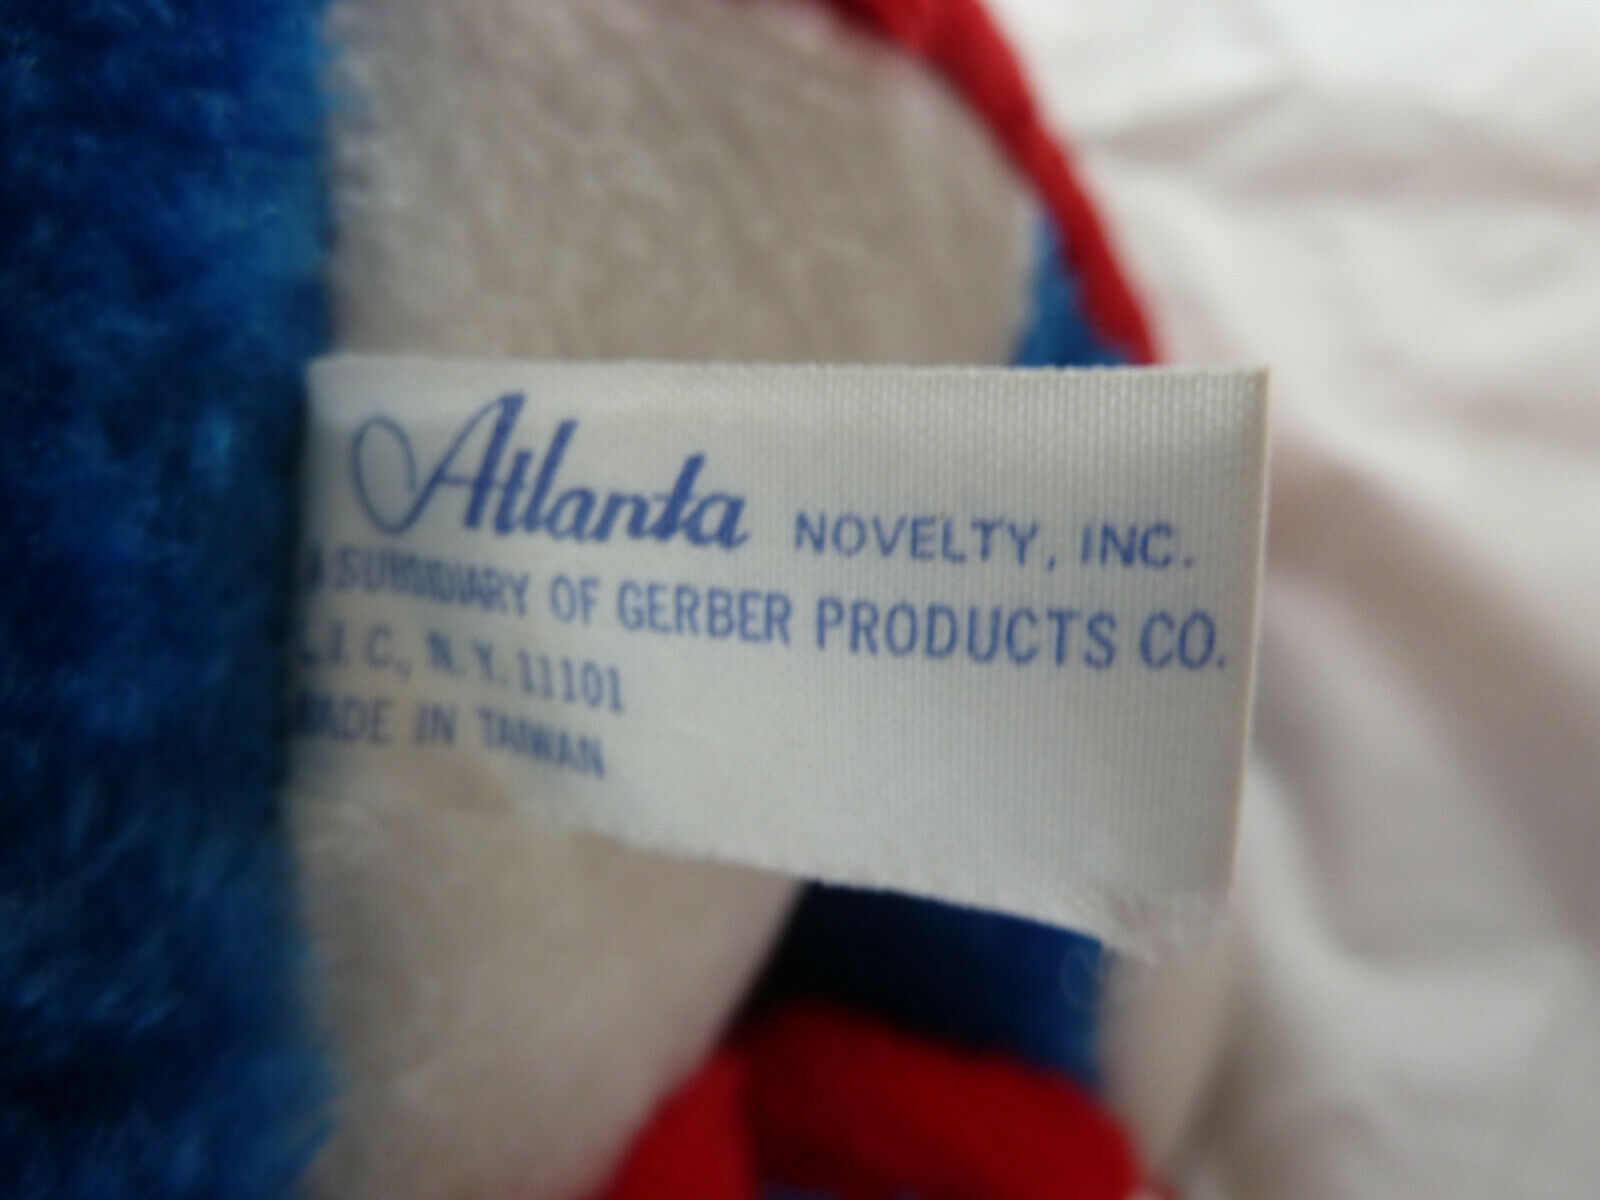 Atlanta NOVELTY, INC.
A SUBSIDIARY OF GERBER PRODUCTS CO.
L.I.C., N.Y. 11101
MADE IN TAIWAN